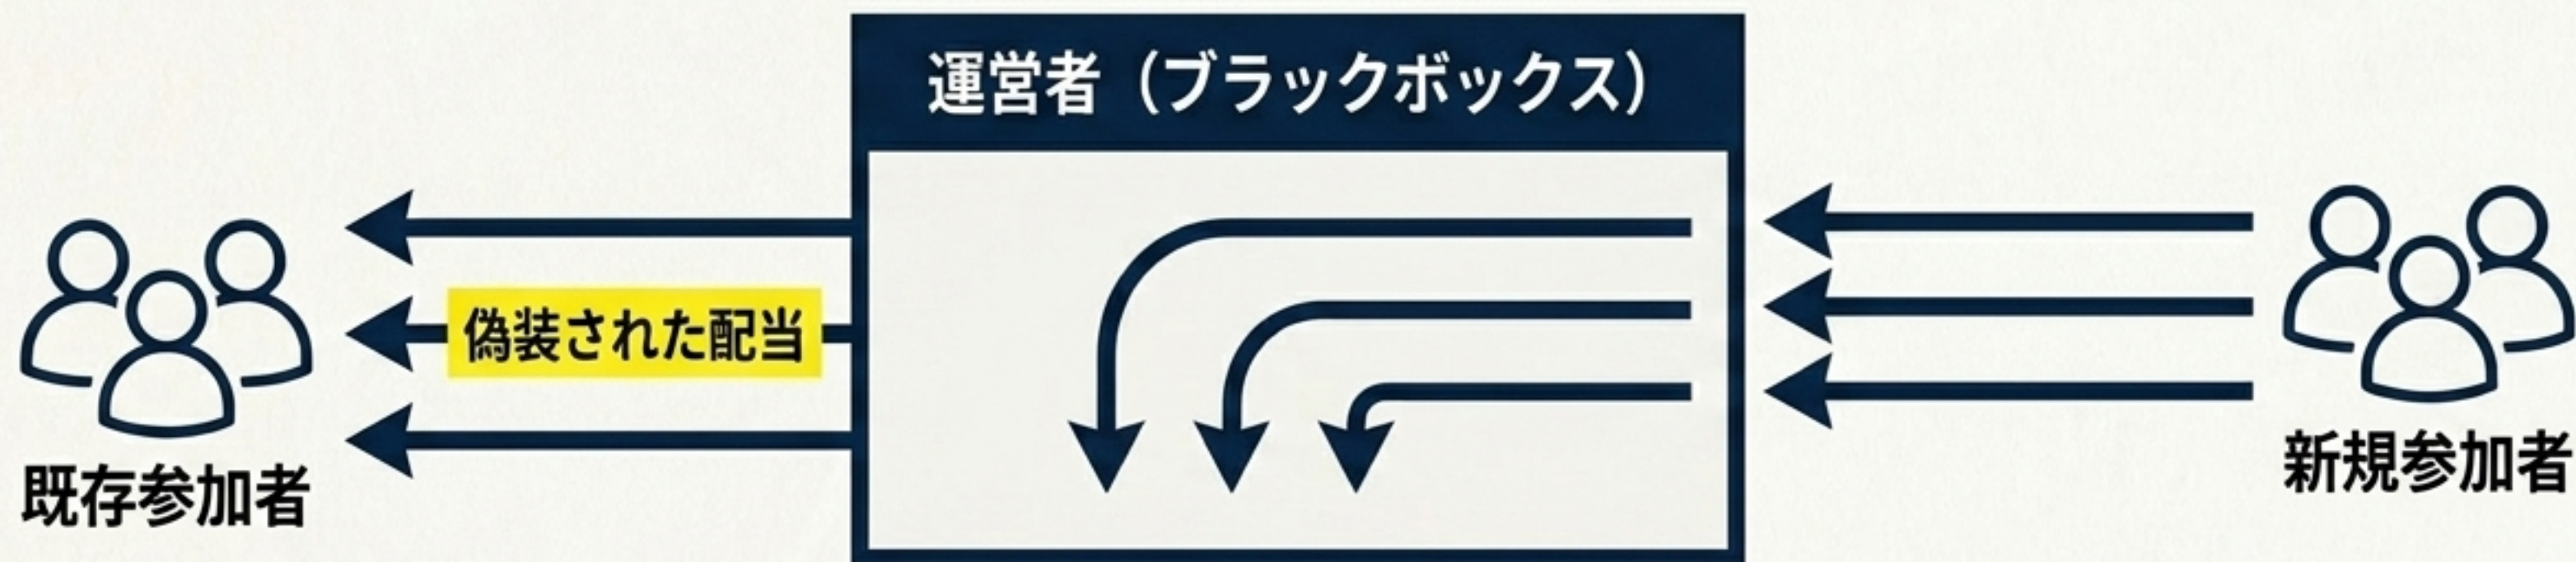 運営者（ブラックボックス）
偽装された配当
既存参加者
新規参加者